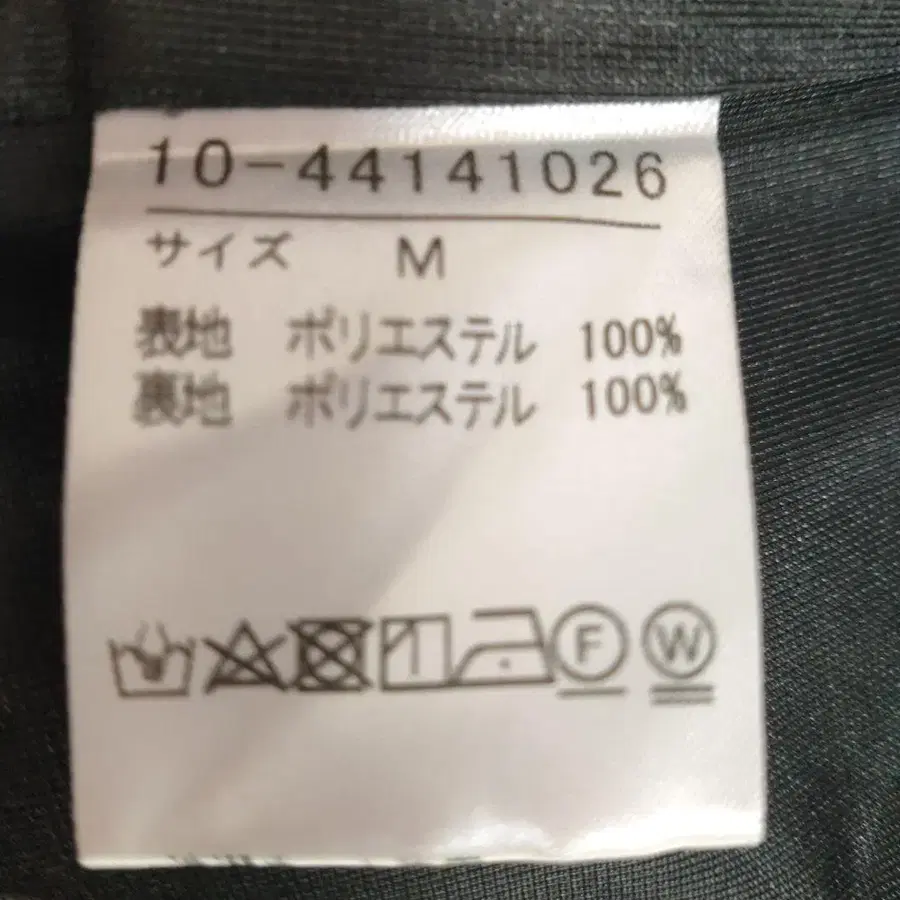 10-44141026
サイズ M
表地 ポリエステル 100%
裏地 ポリエステル 100%
F W